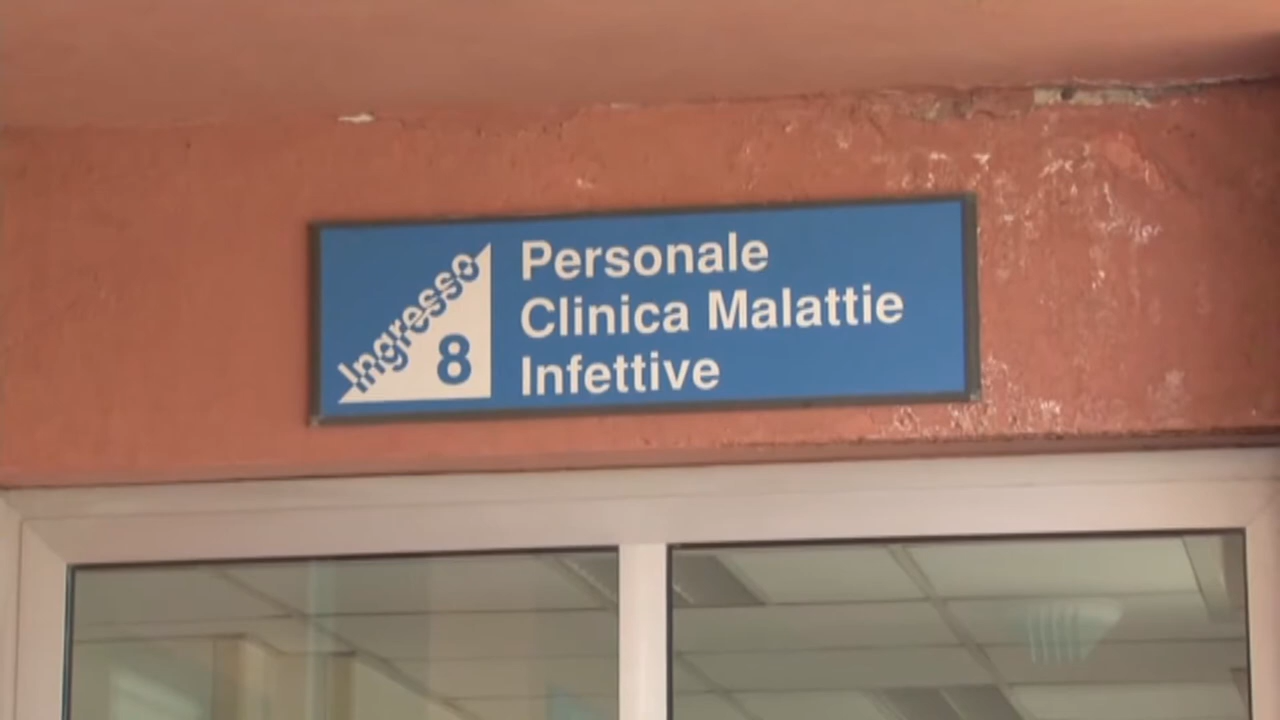 Ingresso
8
Personale
Clinica Malattie
Infettive